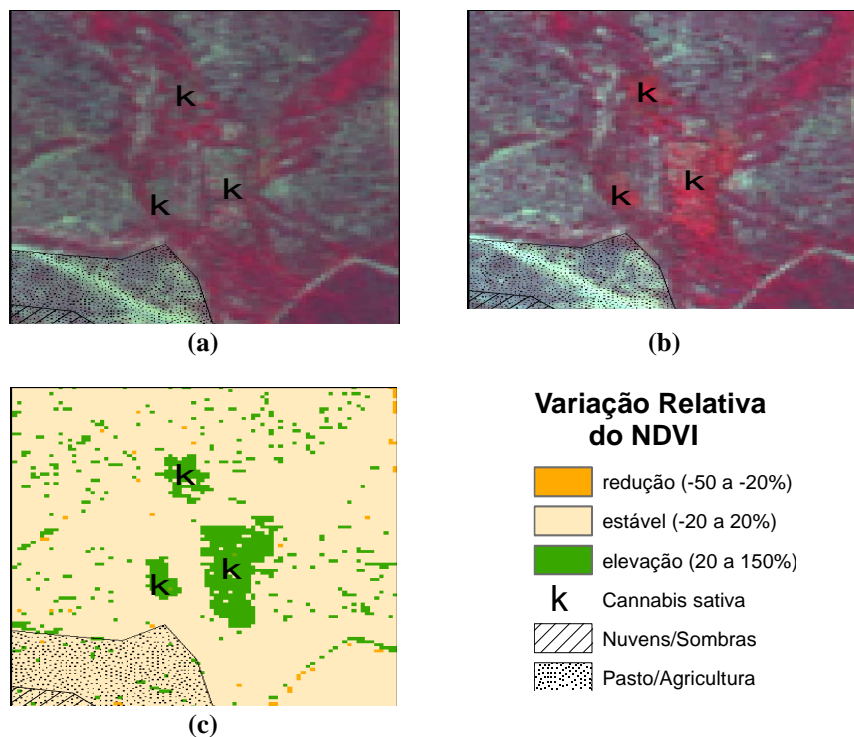 k
k
k
k
k
k
(a)
(b)
k
k
k
(c)
Variação Relativa
do NDVI
redução (-50 a -20%)
estável (-20 a 20%)
elevação (20 a 150%)
k Cannabis sativa
Nuvens/Sombras
Pasto/Agricultura